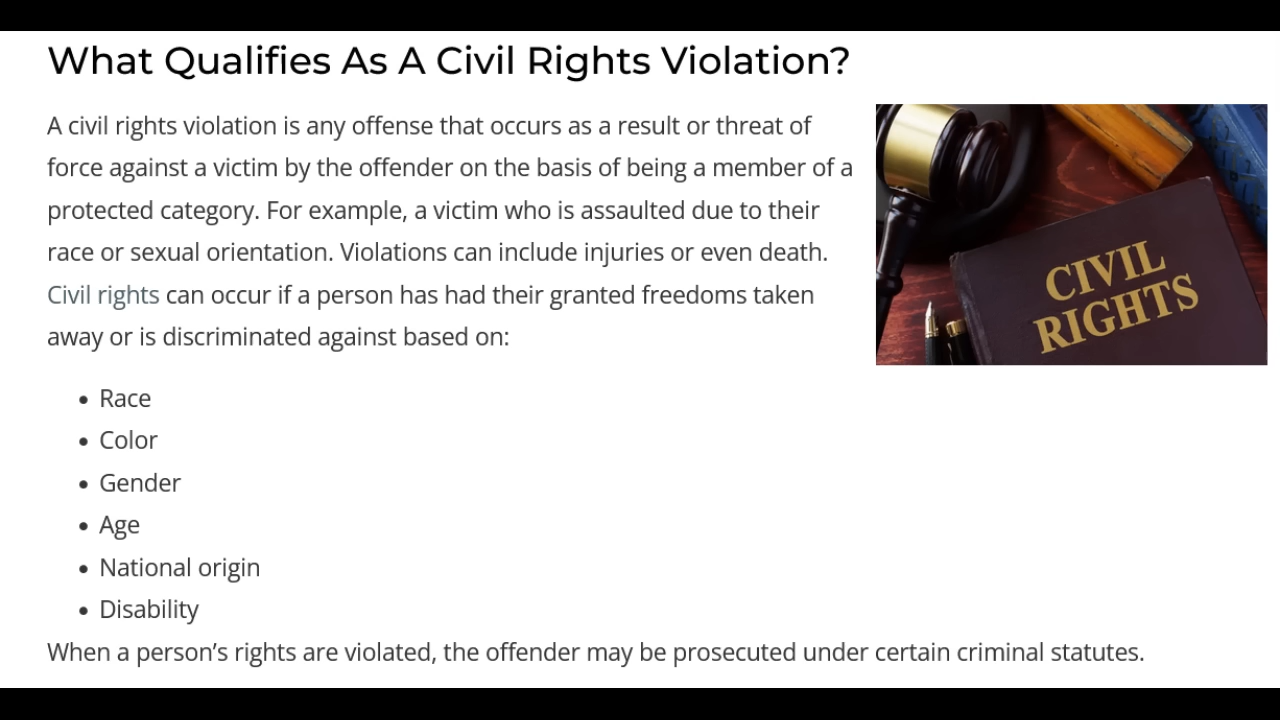 What Qualifies As A Civil Rights Violation?
A civil rights violation is any offense that occurs as a result or threat of
force against a victim by the offender on the basis of being a member of a
protected category. For example, a victim who is assaulted due to their
race or sexual orientation. Violations can include injuries or even death.
Civil rights can occur if a person has had their granted freedoms taken
away or is discriminated against based on:
CIVIL
RIGHTS
• Race
• Color
• Gender
• Age
• National origin
• Disability
When a person’s rights are violated, the offender may be prosecuted under certain criminal statutes.